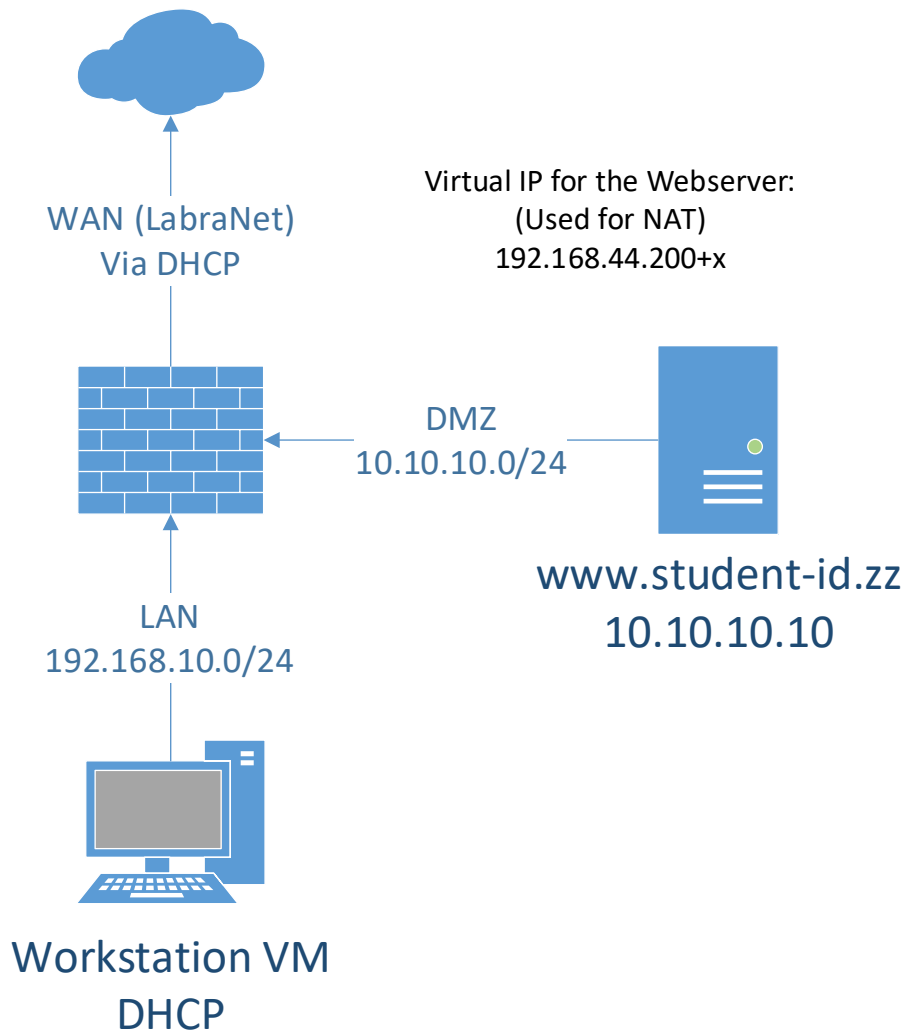 WAN (LabraNet)
Via DHCP
Virtual IP for the Webserver:
(Used for NAT)
192.168.44.200+x
DMZ
10.10.10.0/24
www.student-id.zz
10.10.10.10
LAN
192.168.10.0/24
Workstation VM
DHCP